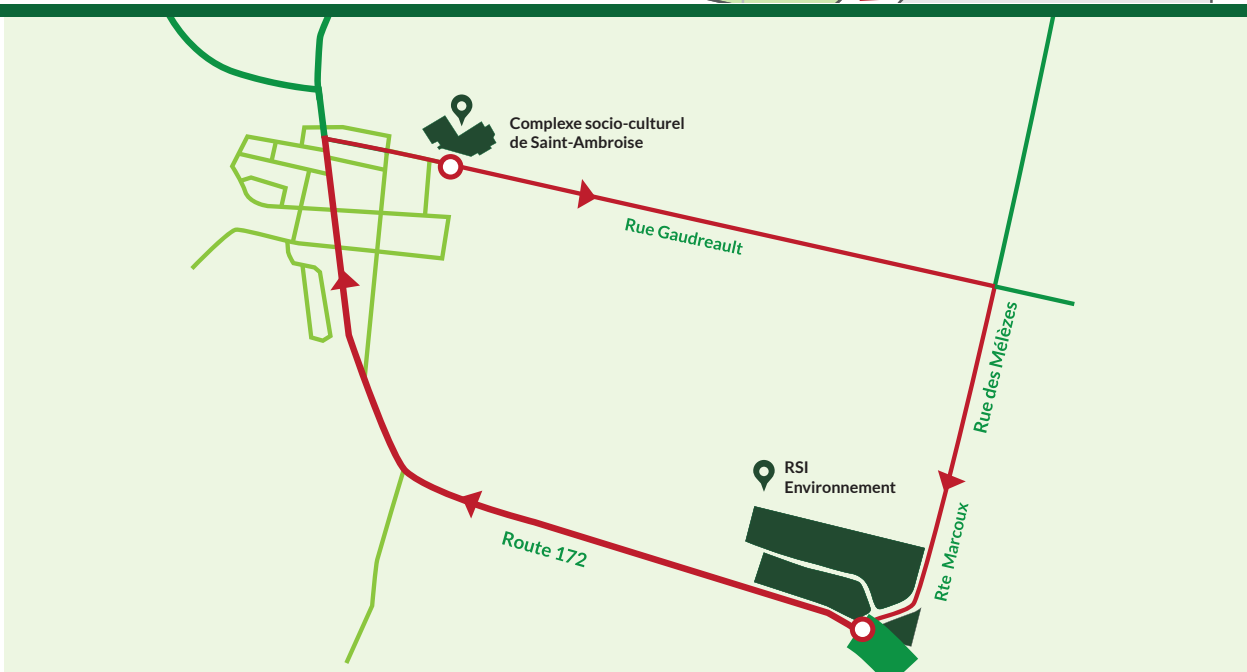 Complexe socio-culturel
de Saint-Ambroise
Rue Gaudreault
Rue des Mélèzes
RSI
Environnement
Rte Marcoux
Route 172